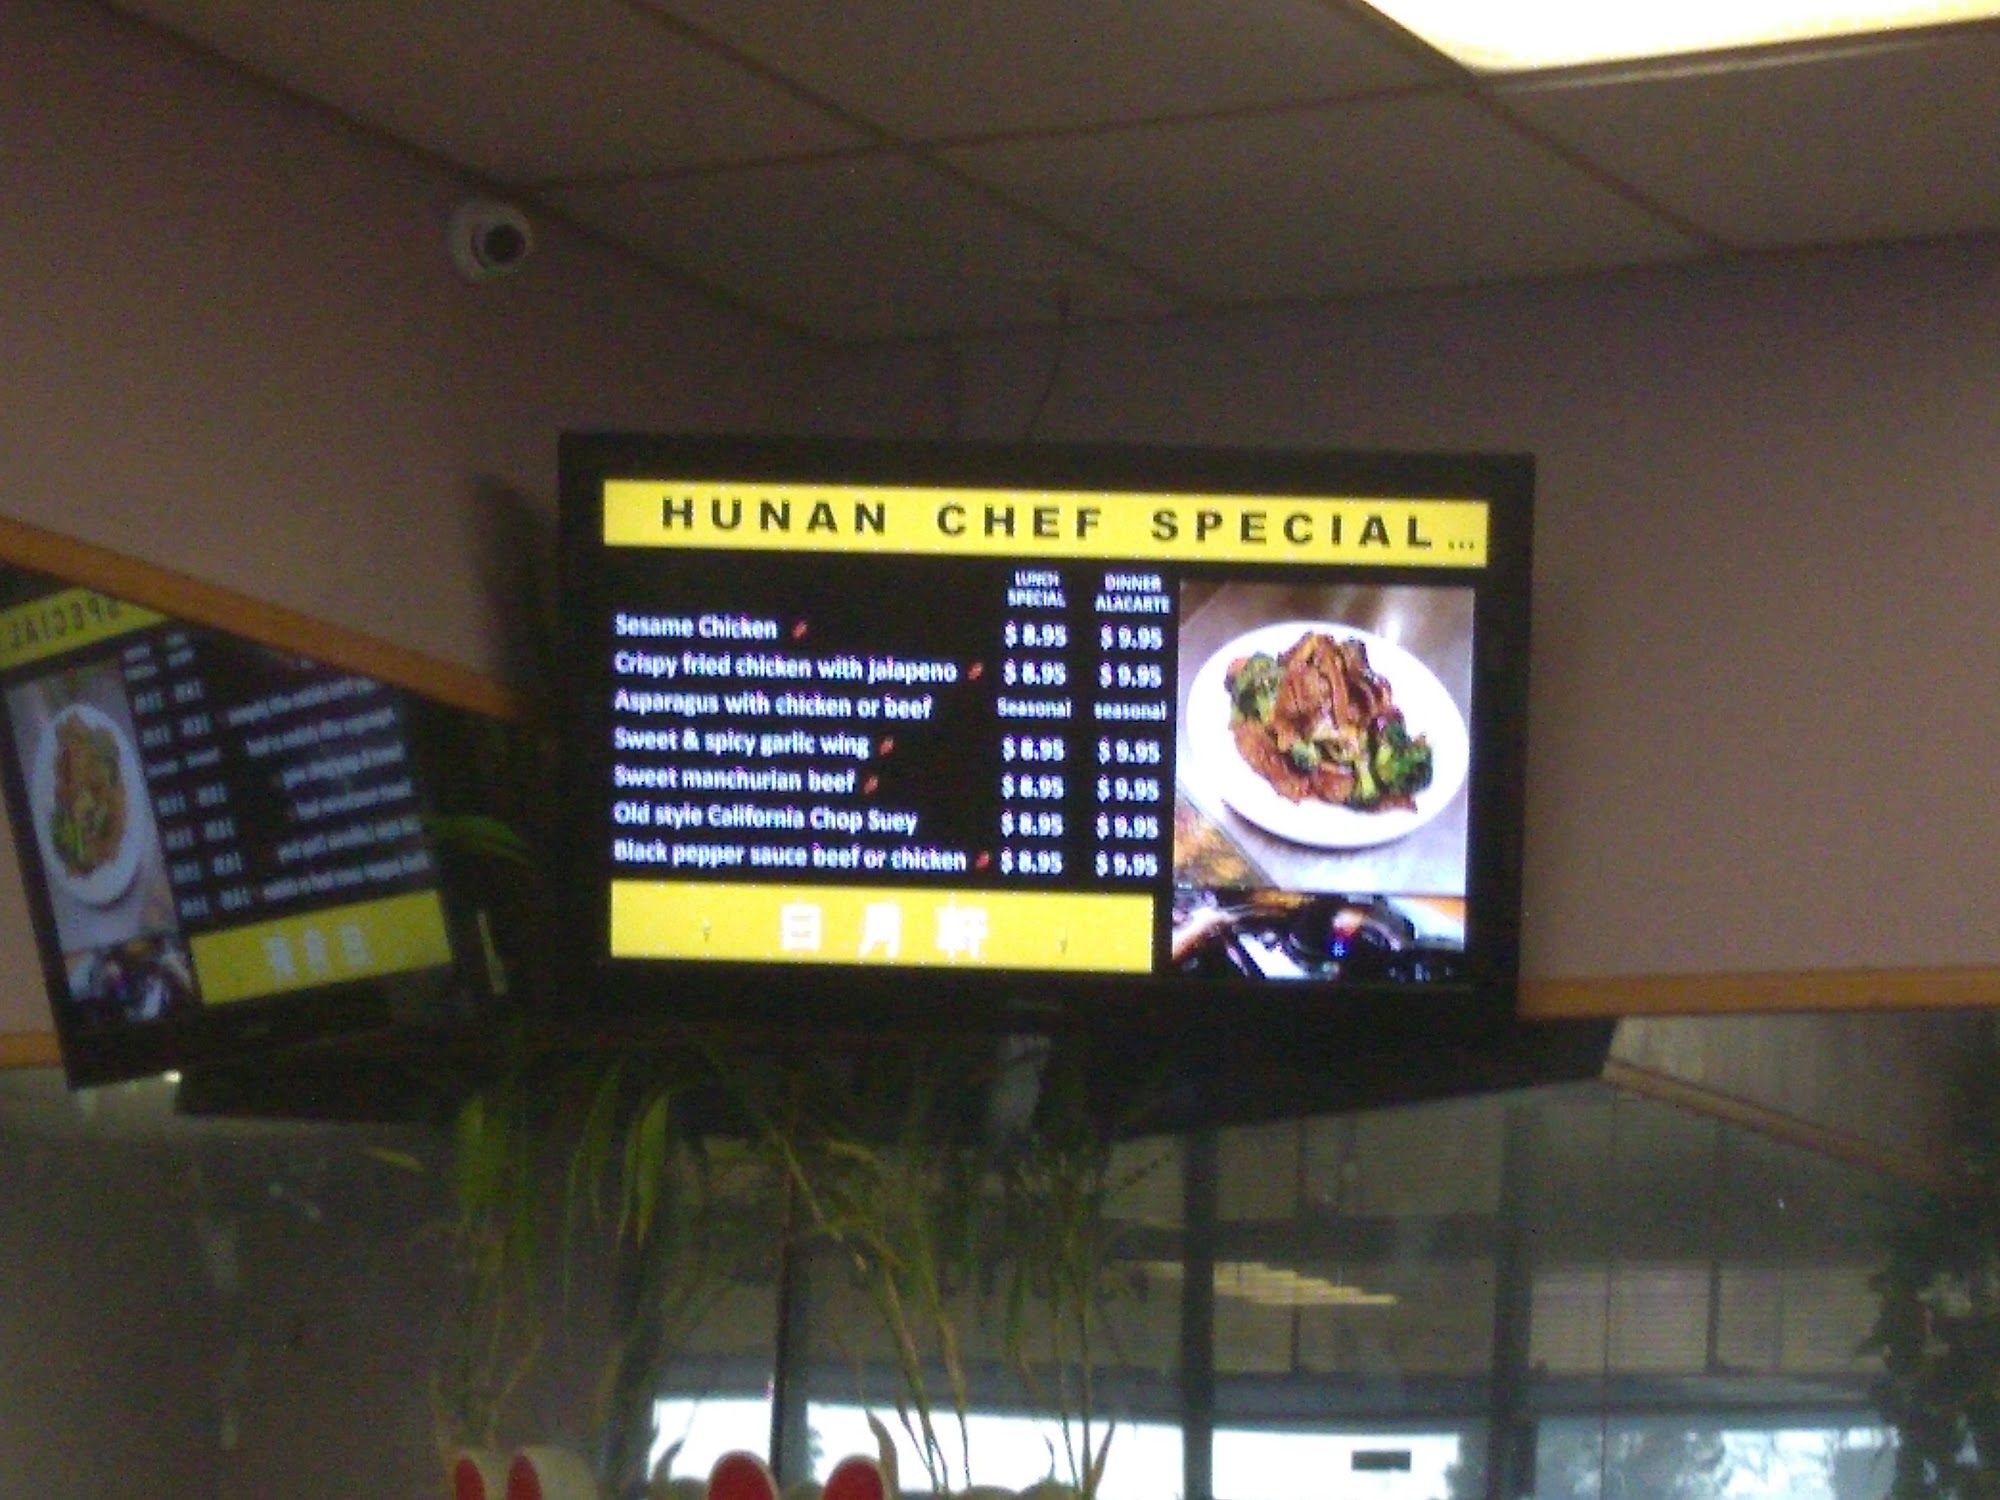 HUNAN CHEF SPECIAL...
LUNCH SPECIAL DINNER ALACARTE
Sesame Chicken $ 8.95 $ 9.95
Crispy fried chicken with jalapeno $ 8.95 $ 9.95
Asparagus with chicken or beef Seasonal seasonal
Sweet & spicy garlic wing $ 8.95 $ 9.95
Sweet manchurian beef $ 8.95 $ 9.95
Old style California Chop Suey $ 8.95 $ 9.95
Black pepper sauce beef or chicken $ 8.95 $ 9.95
月軒
SPECIAL